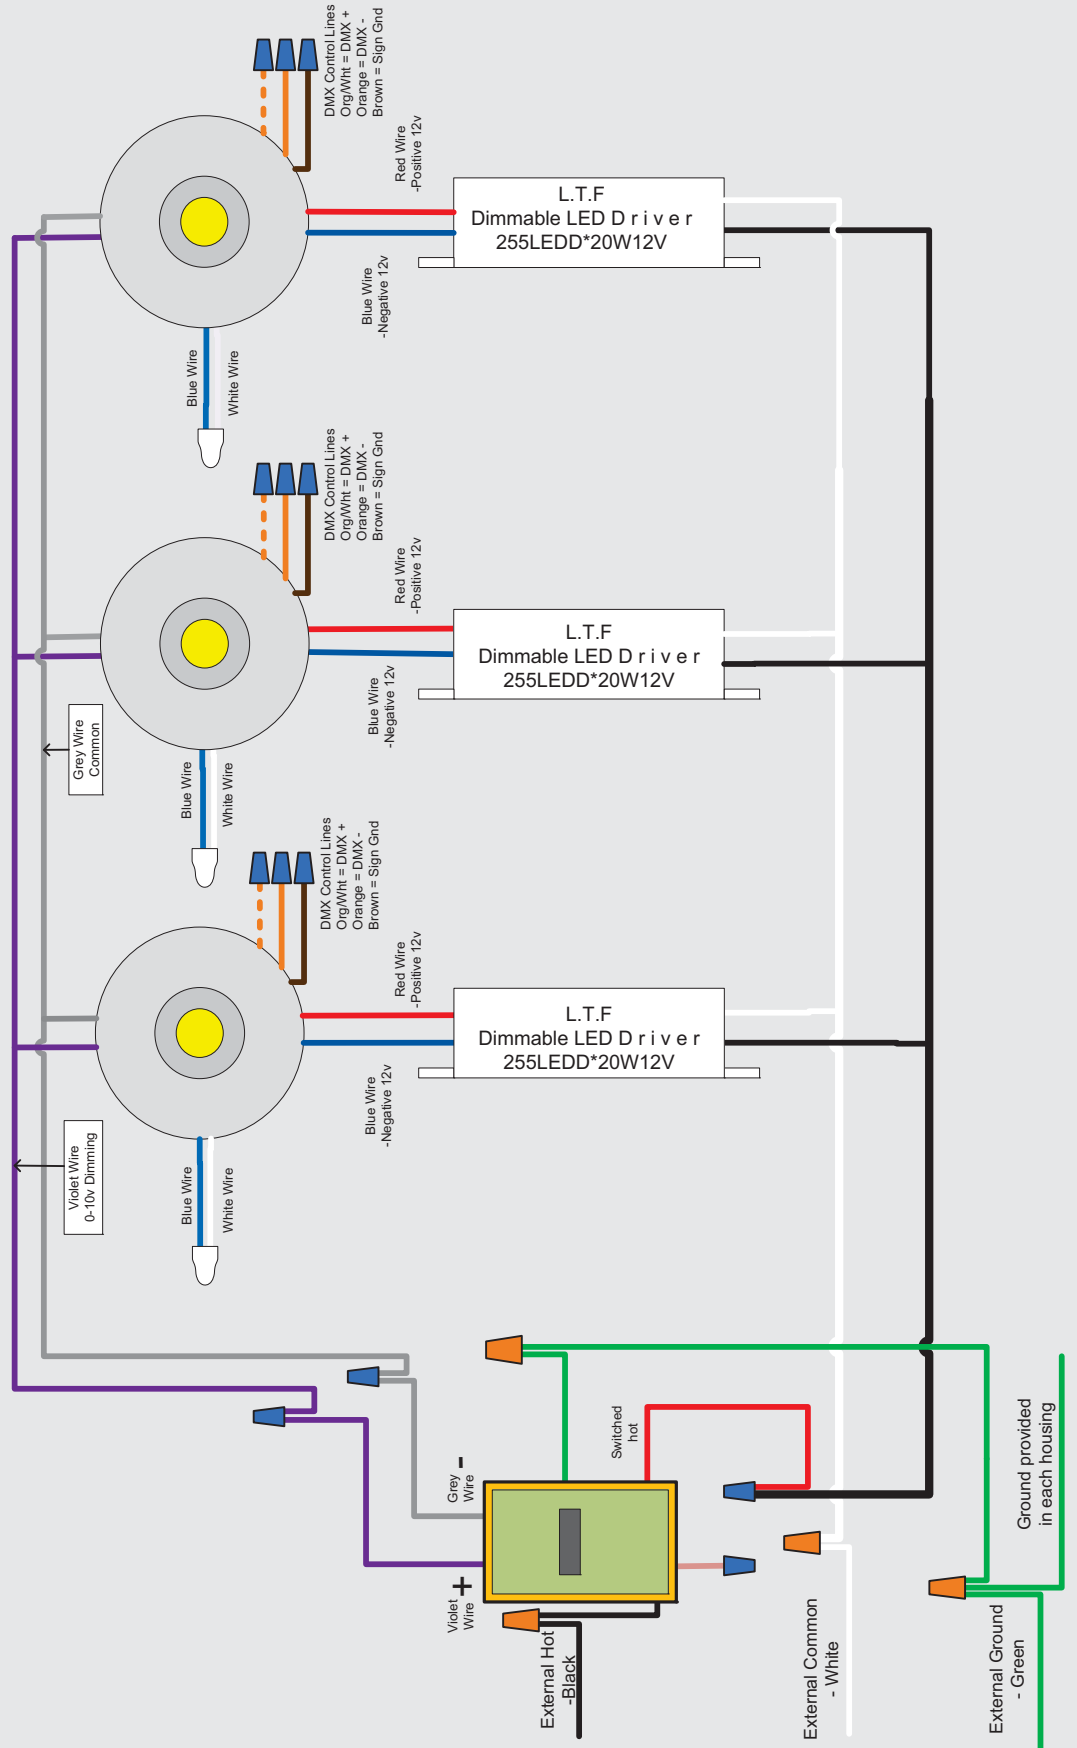 DMX Control Lines
Org/Wht = DMX +
Orange = DMX -
Brown = Sign Gnd
Red Wire
-Positive 12v
Blue Wire
-Negative 12v
Blue Wire
White Wire
L.T.F
Dimmable LED D r i v e r
255LEDD*20W12V
DMX Control Lines
Org/Wht = DMX +
Orange = DMX -
Brown = Sign Gnd
Red Wire
-Positive 12v
Blue Wire
-Negative 12v
Blue Wire
White Wire
L.T.F
Dimmable LED D r i v e r
255LEDD*20W12V
Grey Wire
Common
DMX Control Lines
Org/Wht = DMX +
Orange = DMX -
Brown = Sign Gnd
Red Wire
-Positive 12v
Blue Wire
-Negative 12v
Blue Wire
White Wire
L.T.F
Dimmable LED D r i v e r
255LEDD*20W12V
Violet Wire
0-10v Dimming
Switched
hot
Grey
Wire
-
Violet
Wire
+
External Hot
-Black
External Common
- White
External Ground
- Green
Ground provided
in each housing